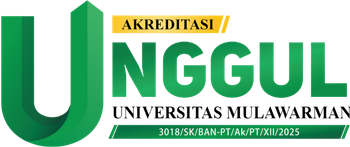 AKREDITASI
UNGGUL
UNIVERSITAS MULAWARMAN
3018/SK/BAN-PT/Ak/PT/XII/2025